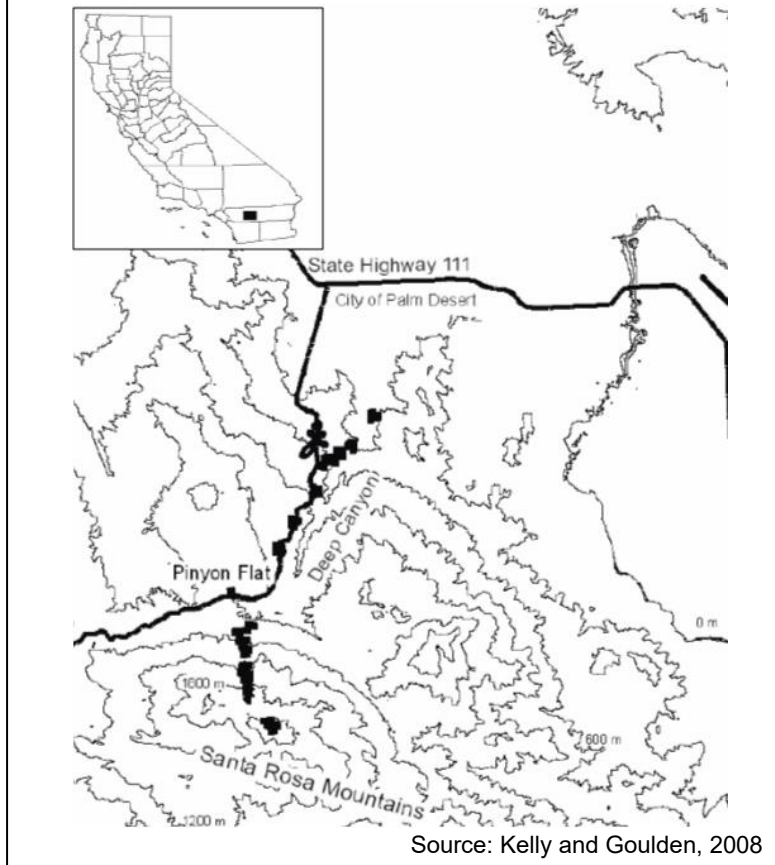 State Highway 111
City of Palm Desert
Deep Canyon
Pinyon Flat
0 m
1800 m
600 m
Santa Rosa Mountains
1200 m
Source: Kelly and Goulden, 2008